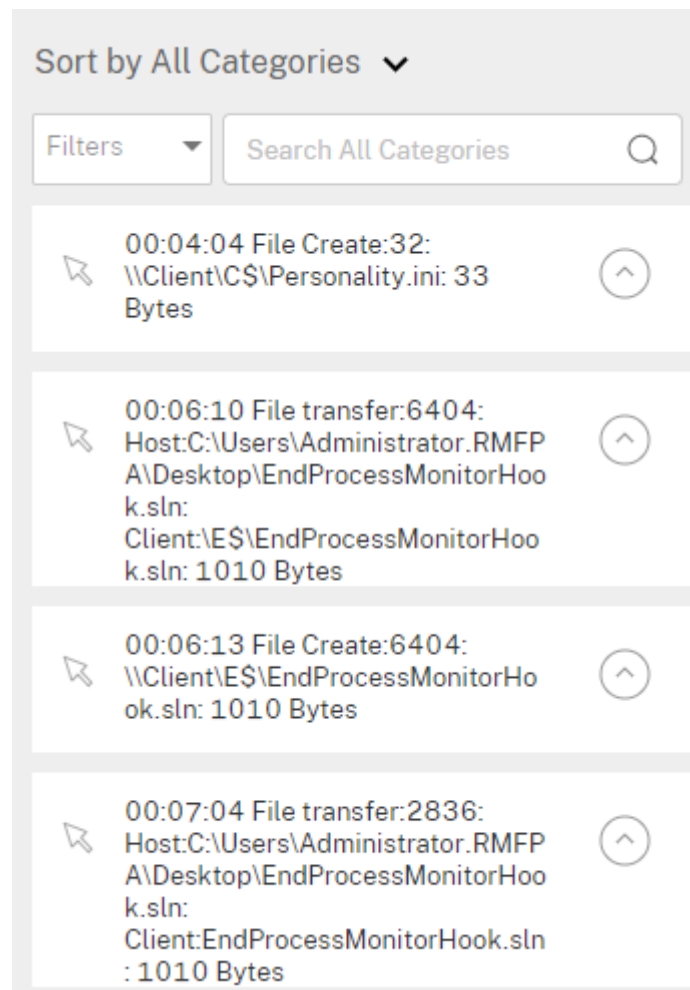 Sort by All Categories
Filters
Search All Categories
00:04:04 File Create:32:
\\Client\C$\Personality.ini: 33
Bytes
00:06:10 File transfer:6404:
Host:C:\Users\Administrator.RMFP
A\Desktop\EndProcessMonitorHoo
k.sln:
Client:\E$\EndProcessMonitorHoo
k.sln: 1010 Bytes
00:06:13 File Create:6404:
\\Client\E$\EndProcessMonitorHo
ok.sln: 1010 Bytes
00:07:04 File transfer:2836:
Host:C:\Users\Administrator.RMFP
A\Desktop\EndProcessMonitorHoo
k.sln:
Client:EndProcessMonitorHook.sln
: 1010 Bytes